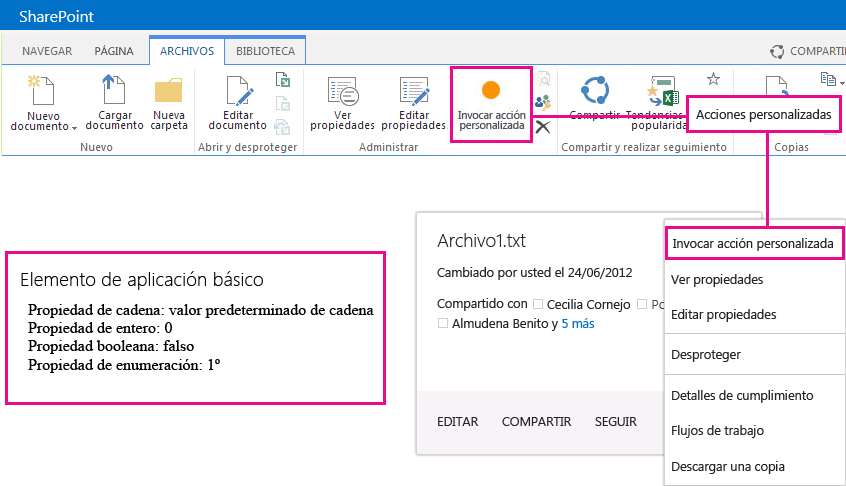 SharePoint
NAVEGAR PÁGINA ARCHIVOS BIBLIOTECA COMPARTI
Nuevo
documento
Cargar
documento
Nueva
carpeta
Editar
documento
Ver
propiedades
Editar
propiedades
Invocar acción
personalizada
Compartir
Tendencias
popularida
Acciones personalizadas
Nuevo
Abrir y desproteger
Administrar
Compartir y realizar seguimiento
Copias
Elemento de aplicación básico
Propiedad de cadena: valor predeterminado de cadena
Propiedad de entero: 0
Propiedad booleana: falso
Propiedad de enumeración: 1º
Archivo1.txt
Cambiado por usted el 24/06/2012
Compartido con Cecilia Cornejo Po
Almudena Benito y 5 más
EDITAR COMPARTIR SEGUIR
Invocar acción personalizada
Ver propiedades
Editar propiedades
Desproteger
Detalles de cumplimiento
Flujos de trabajo
Descargar una copia